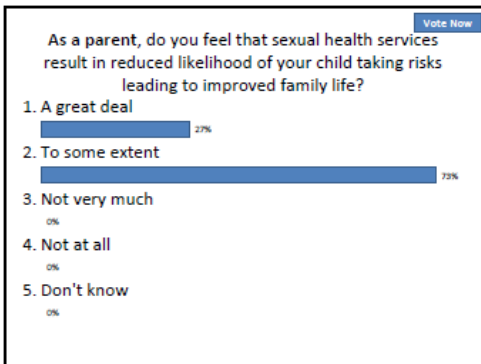 Vote Now
As a parent, do you feel that sexual health services
result in reduced likelihood of your child taking risks
leading to improved family life?
1. A great deal
27%
2. To some extent
73%
3. Not very much
0%
4. Not at all
0%
5. Don't know
0%